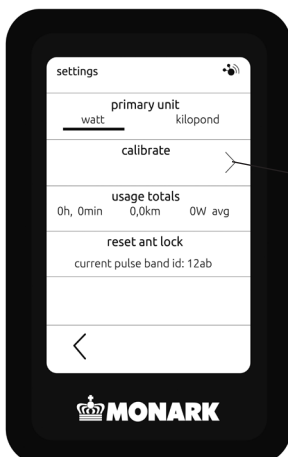 settings
primary unit
watt kilopond
calibrate
usage totals
0h, 0min 0,0km 0W avg
reset ant lock
current pulse band id: 12ab
MONARK